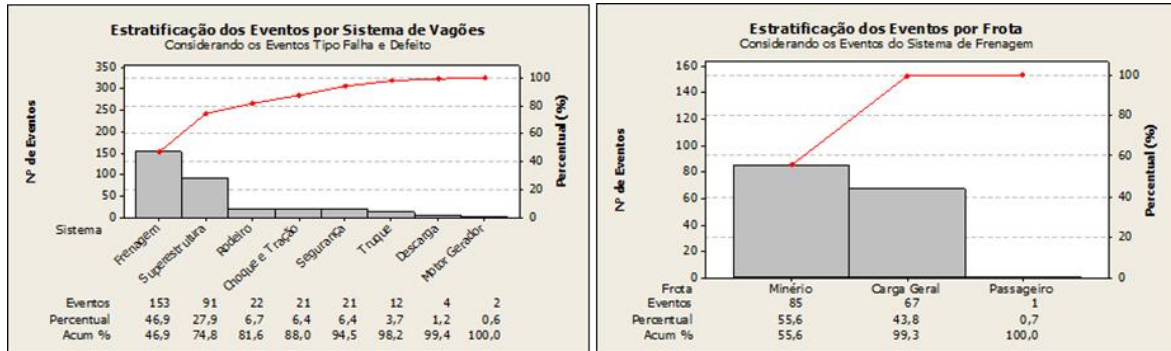 Estratificação dos Eventos por Sistema de Vagões
Considerando os Eventos Tipo Falha e Defeito
Nº de Eventos
350
300
250
200
150
100
50
0
100
80
60
40
20
0
Percentual (%)
Sistema
Frenagem
Superestrutura
Rodeiro
Choque e Tração
Segurança
Truque
Descarga
Motor Gerador
Eventos 153 91 22 21 21 12 4 2
Percentual 46,9 27,9 6,7 6,4 6,4 3,7 1,2 0,6
Acum % 46,9 74,8 81,6 88,0 94,5 98,2 99,4 100,0
Estratificação dos Eventos por Frota
Considerando os Eventos do Sistema de Frenagem
Nº de Eventos
160
140
120
100
80
60
40
20
0
100
80
60
40
20
0
Percentual (%)
Frota Minério Carga Geral Passageiro
Eventos 85 67 1
Percentual 55,6 43,8 0,7
Acum % 55,6 99,3 100,0